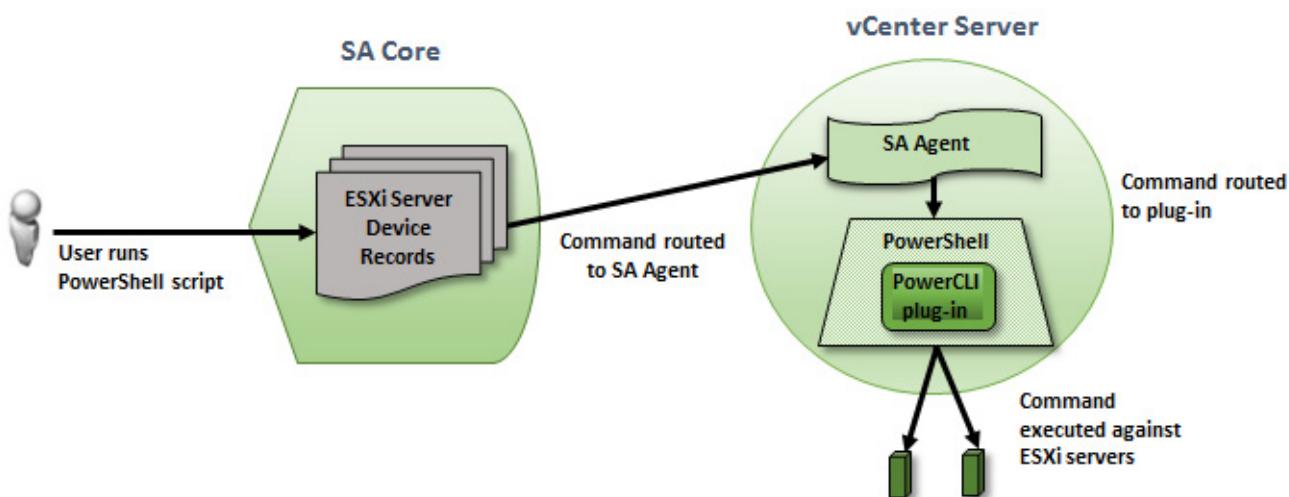 SA Core
vCenter Server
ESXi Server
Device
Records
User runs
PowerShell script
Command routed
to SA Agent
SA Agent
Command routed
to plug-in
PowerShell
PowerCLI
plug-in
Command
executed against
ESXi servers